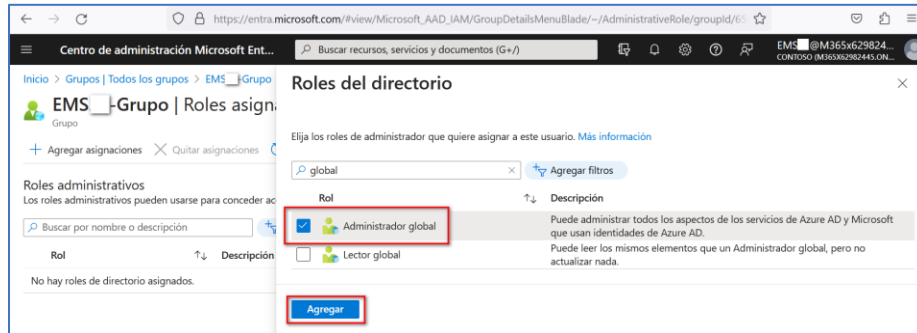 https://entra.microsoft.com/#view/Microsoft_AAD_IAM/GroupDetailsMenuBlade/~/AdministrativeRole/groupId/65
Centro de administración Microsoft Ent...
Buscar recursos, servicios y documentos (G+/)
EMS @M365x629824...
CONTOSO (M365X62982445.ON...
Inicio > Grupos | Todos los grupos > EMS -Grupo
EMS -Grupo | Roles asigna
Grupo
Agregar asignaciones
Quitar asignaciones
Roles administrativos
Los roles administrativos pueden usarse para conceder ac
Buscar por nombre o descripción
Rol
Descripción
No hay roles de directorio asignados.
Roles del directorio
Elija los roles de administrador que quiere asignar a este usuario. Más información
global
Agregar filtros
Rol
Descripción
Administrador global
Puede administrar todos los aspectos de los servicios de Azure AD y Microsoft
que usan identidades de Azure AD.
Lector global
Puede leer los mismos elementos que un Administrador global, pero no
actualizar nada.
Agregar